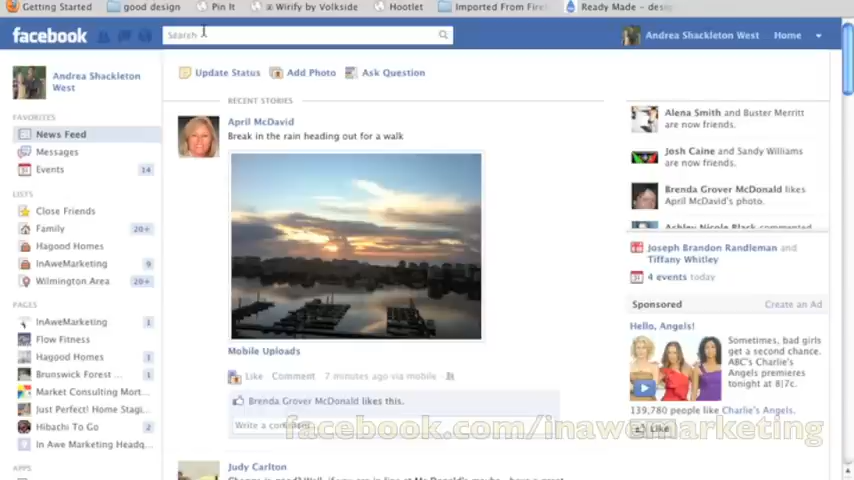 Getting Started good design Pin It Wirify by Volkside Hootlet Imported From Fire Ready Made - desi
facebook Search Andrea Shackleton West Home
Andrea Shackleton
West
FAVORITES
News Feed
Messages
Events 14
LISTS
Close Friends
Family 20+
Hagood Homes
InAweMarketing 9
Wilmington Area 20+
PAGES
InAweMarketing 1
Flow Fitness
Hagood Homes 1
Brunswick Forest ... 1
Market Consulting Mort... 1
Just Perfect! Home Stagi...
Hibachi To Go 2
In Awe Marketing Headq...
APPS
Update Status Add Photo Ask Question
RECENT STORIES
April McDavid
Break in the rain heading out for a walk
Mobile Uploads
Like Comment 7 minutes ago via mobile
Brenda Grover McDonald likes this.
Write a comment...
Judy Carlton
Alena Smith and Buster Merritt
are now friends.
Josh Caine and Sandy Williams
are now friends.
Brenda Grover McDonald likes
April McDavid's photo.
Ashley Nicole Black commented
Joseph Brandon Randleman and
Tiffany Whitley
4 events today
Sponsored Create an Ad
Hello, Angels!
Sometimes, bad girls
get a second chance.
ABC's Charlie's
Angels premieres
tonight at 8|7c.
139,780 people like Charlie's Angels.
Like
facebook.com/inawemarketing